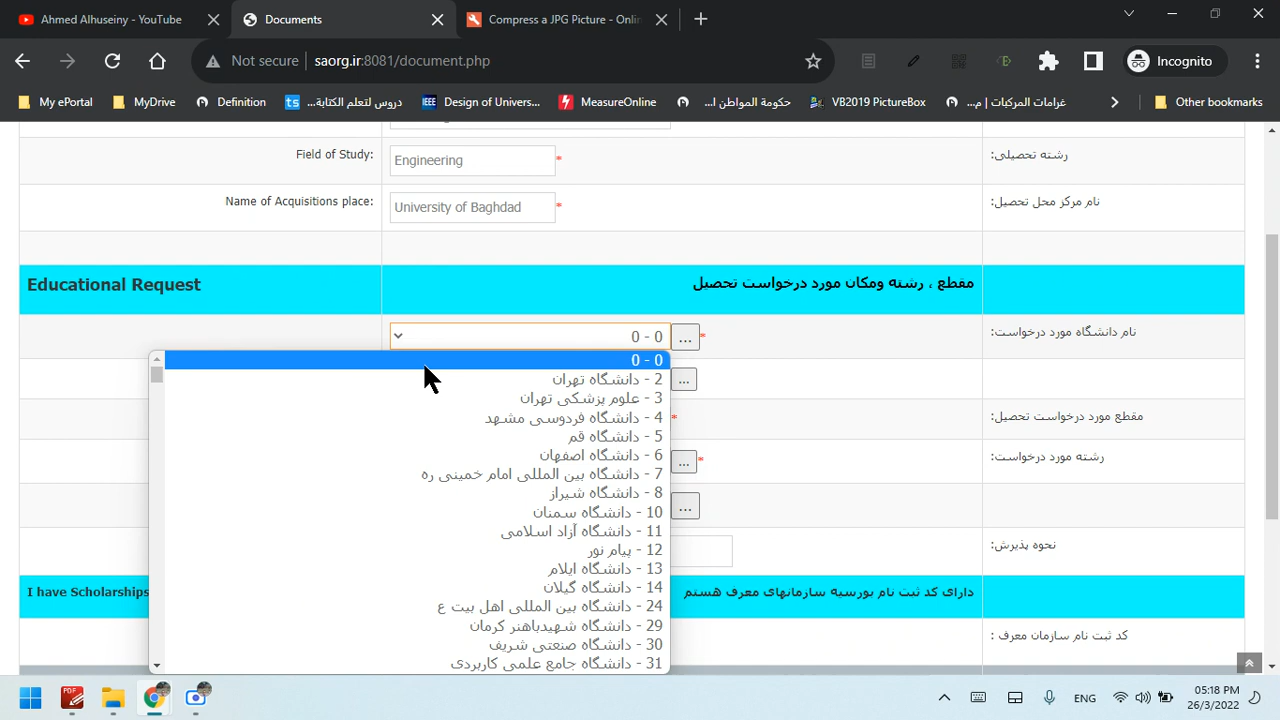 Ahmed Alhuseiny - YouTube
Documents
Compress a JPG Picture - Onlin
Not secure
saorg.ir:8081/document.php
Incognito
My ePortal
MyDrive
Definition
دروس لتعلم الكتابة...
Design of Univers...
MeasureOnline
حكومة المواطن ا...
VB2019 PictureBox
غرامات المركبات | م...
Other bookmarks
Field of Study:
Engineering
*
رشته تحصیلی:
Name of Acquisitions place:
University of Baghdad
*
نام مرکز محل تحصیل:
Educational Request
مقطع ، رشته ومکان مورد درخواست تحصیل
0 - 0
...
*
نام دانشگاه مورد درخواست:
0 - 0
2 - دانشگاه تهران
...
3 - علوم پزشکی تهران
4 - دانشگاه فردوسی مشهد
*
مقطع مورد درخواست تحصیل:
5 - دانشگاه قم
6 - دانشگاه اصفهان
...
*
رشته مورد درخواست:
7 - دانشگاه بین المللی امام خمینی ره
8 - دانشگاه شیراز
...
10 - دانشگاه سمنان
11 - دانشگاه آزاد اسلامی
12 - پیام نور
نحوه پذیرش:
13 - دانشگاه ایلام
14 - دانشگاه گیلان
I have Scholarships
دارای کد ثبت نام بورسیه سازمانهای معرف هستم
24 - دانشگاه بین المللی اهل بیت ع
29 - دانشگاه شهیدباهنر کرمان
کد ثبت نام سازمان معرف :
30 - دانشگاه صنعتی شریف
31 - دانشگاه جامع علمی کاربردی
ENG
05:18 PM
26/3/2022